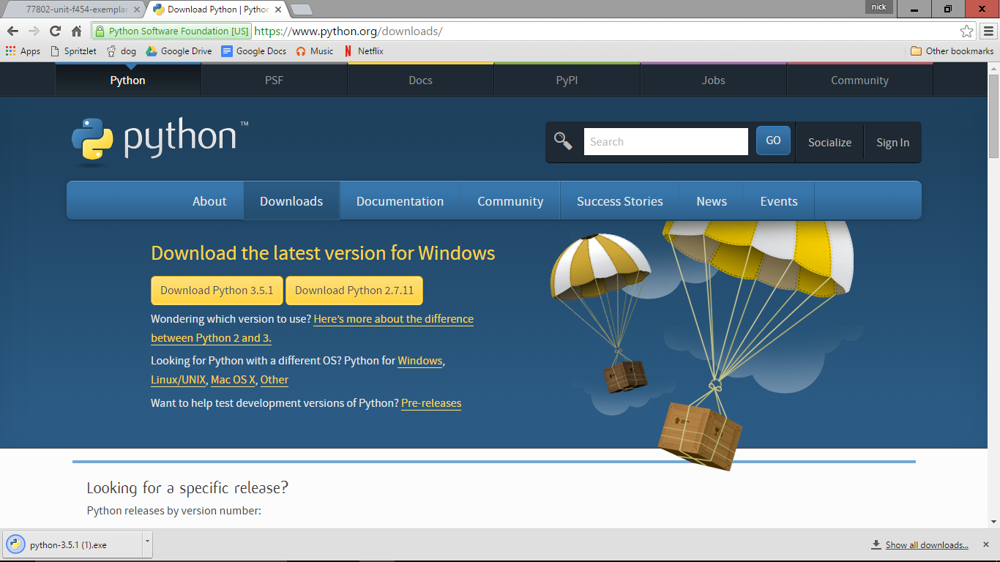 77802-unit-f454-exemplar
Download Python | Python
nick
Python Software Foundation [US] https://www.python.org/downloads/
Apps Spritzlet dog Google Drive Google Docs Music Netflix Other bookmarks
Python PSF Docs PyPI Jobs Community
python™
Search GO Socialize Sign In
About Downloads Documentation Community Success Stories News Events
Download the latest version for Windows
Download Python 3.5.1 Download Python 2.7.11
Wondering which version to use? Here's more about the difference
between Python 2 and 3.
Looking for Python with a different OS? Python for Windows,
Linux/UNIX, Mac OS X, Other
Want to help test development versions of Python? Pre-releases
Looking for a specific release?
Python releases by version number:
python-3.5.1 (1).exe Show all downloads...